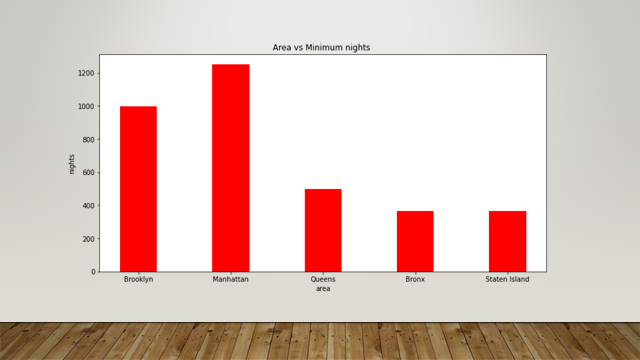 Area vs Minimum nights
1200
1000
800
600
400
200
0
nights
Brooklyn Manhattan Queens Bronx Staten Island
area